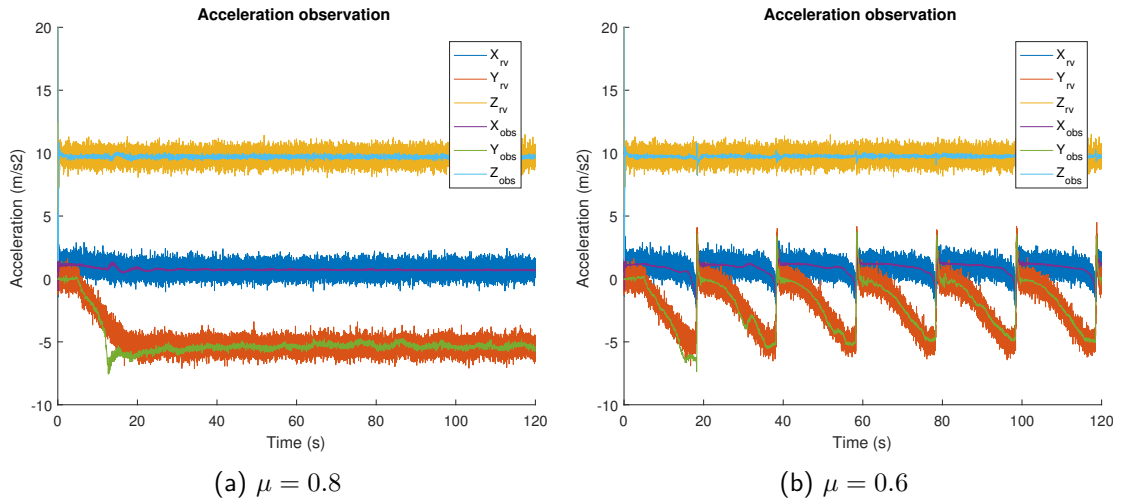 Acceleration observation
20
15
10
5
0
-5
-10
Acceleration (m/s2)
0 20 40 60 80 100 120
Time (s)
X_rv
Y_rv
Z_rv
X_obs
Y_obs
Z_obs
(a) μ = 0.8
Acceleration observation
20
15
10
5
0
-5
-10
Acceleration (m/s2)
0 20 40 60 80 100 120
Time (s)
X_rv
Y_rv
Z_rv
X_obs
Y_obs
Z_obs
(b) μ = 0.6